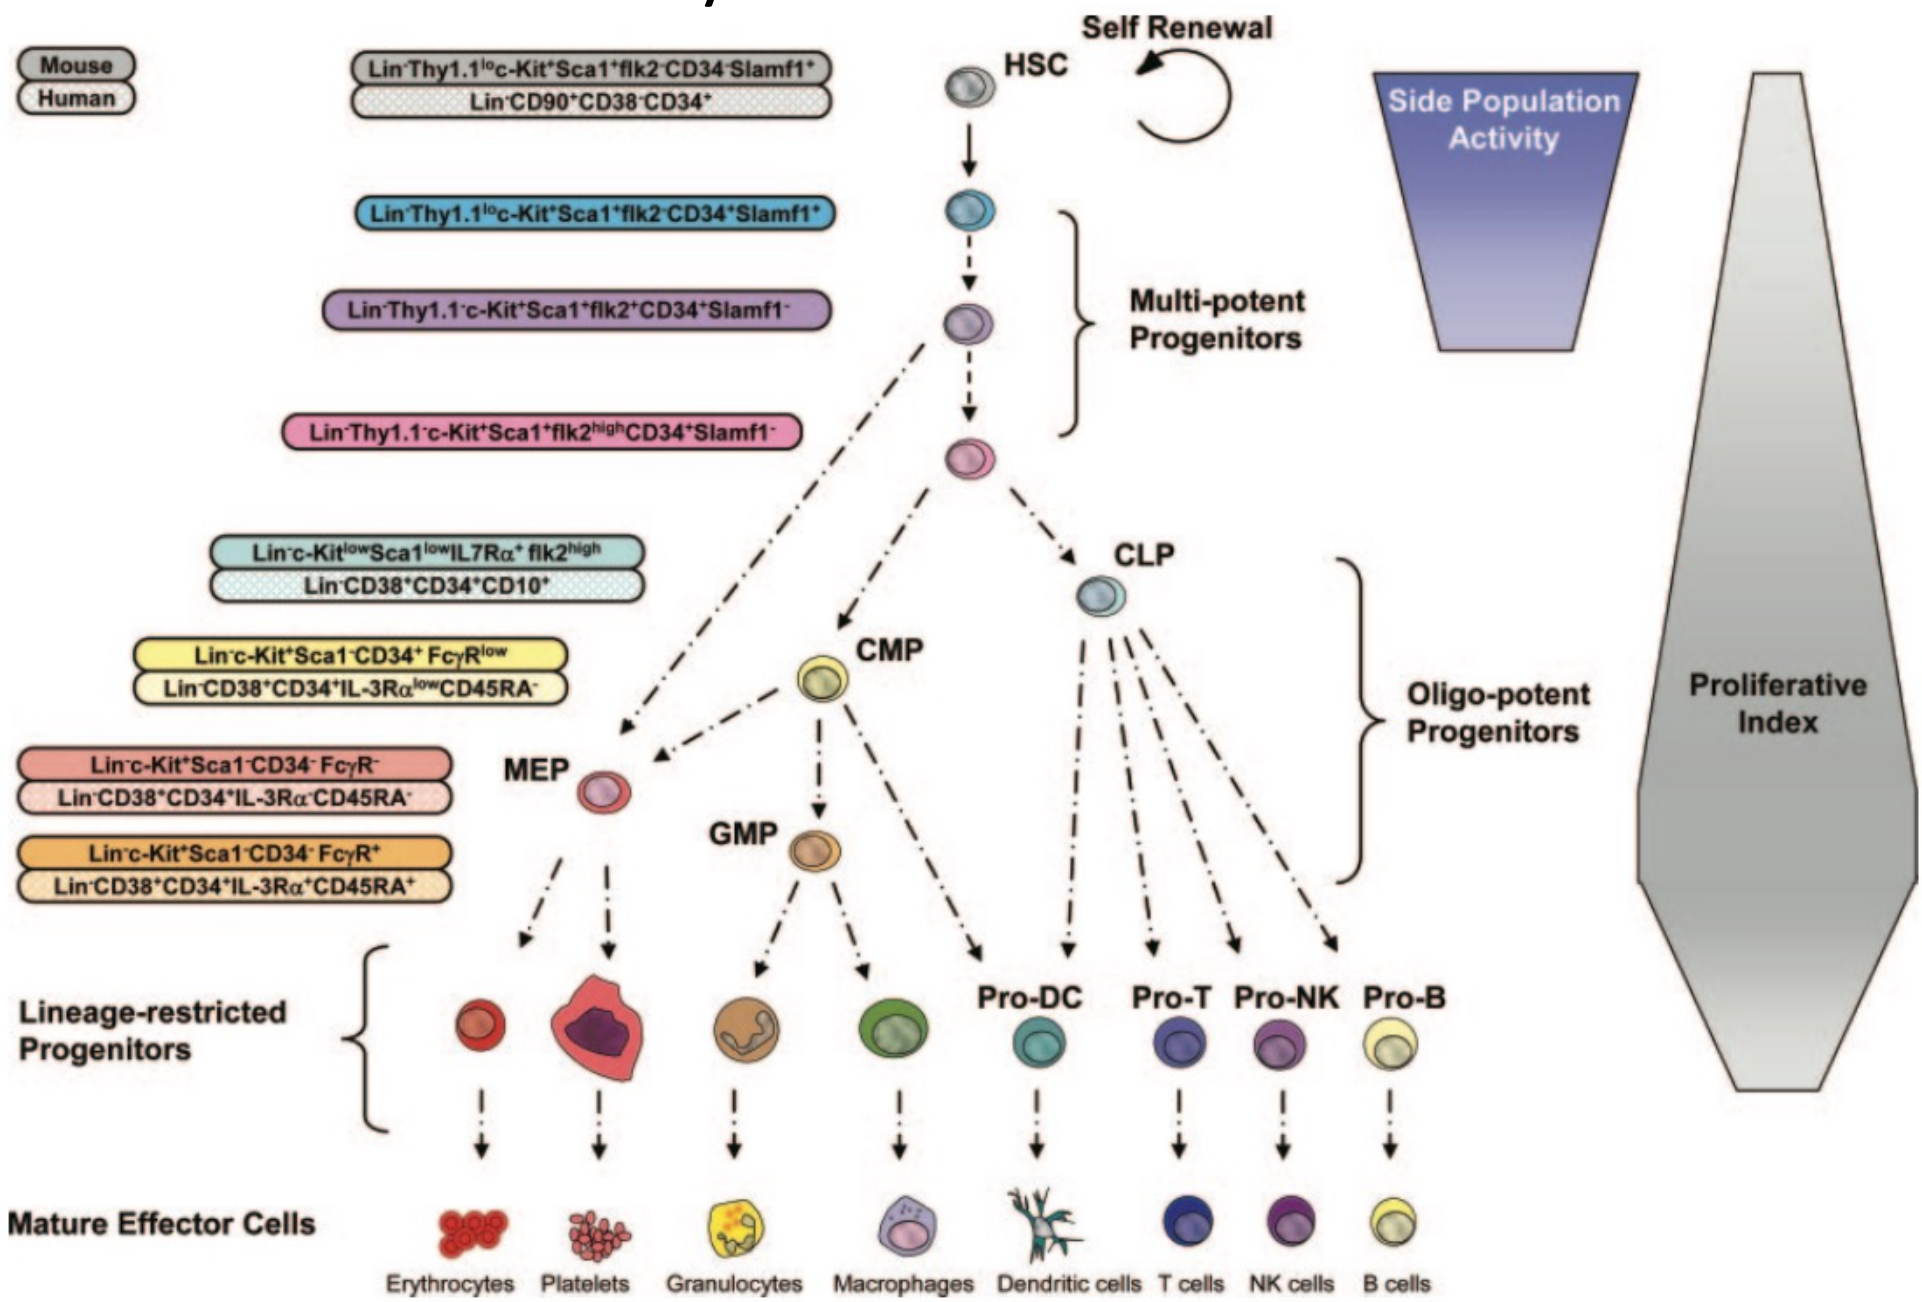 Self Renewal
Mouse
Human
Lin⁻Thy1.1ˡᵒc-Kit⁺Sca1⁺flk2⁻CD34⁻Slamf1⁺
Lin⁻CD90⁺CD38⁻CD34⁺
HSC
Side Population
Activity
Lin⁻Thy1.1ˡᵒc-Kit⁺Sca1⁺flk2⁻CD34⁺Slamf1⁺
Lin⁻Thy1.1⁻c-Kit⁺Sca1⁺flk2⁺CD34⁺Slamf1⁻
Multi-potent
Progenitors
Lin⁻Thy1.1⁻c-Kit⁺Sca1⁺flk2ʰⁱᵍʰCD34⁺Slamf1⁻
Lin⁻c-KitˡᵒʷSca1ˡᵒʷIL7Rα⁺ flk2ʰⁱᵍʰ
Lin⁻CD38⁺CD34⁺CD10⁺
CLP
Lin⁻c-Kit⁺Sca1⁻CD34⁺ FcγRˡᵒʷ
Lin⁻CD38⁺CD34⁺IL-3RαˡᵒʷCD45RA⁻
CMP
Oligo-potent
Progenitors
Proliferative
Index
Lin⁻c-Kit⁺Sca1⁻CD34⁻ FcγR⁻
Lin⁻CD38⁺CD34⁺IL-3Rα⁻CD45RA⁻
MEP
GMP
Lin⁻c-Kit⁺Sca1⁻CD34⁻ FcγR⁺
Lin⁻CD38⁺CD34⁺IL-3Rα⁺CD45RA⁺
Lineage-restricted
Progenitors
Pro-DC Pro-T Pro-NK Pro-B
Mature Effector Cells
Erythrocytes Platelets Granulocytes Macrophages Dendritic cells T cells NK cells B cells